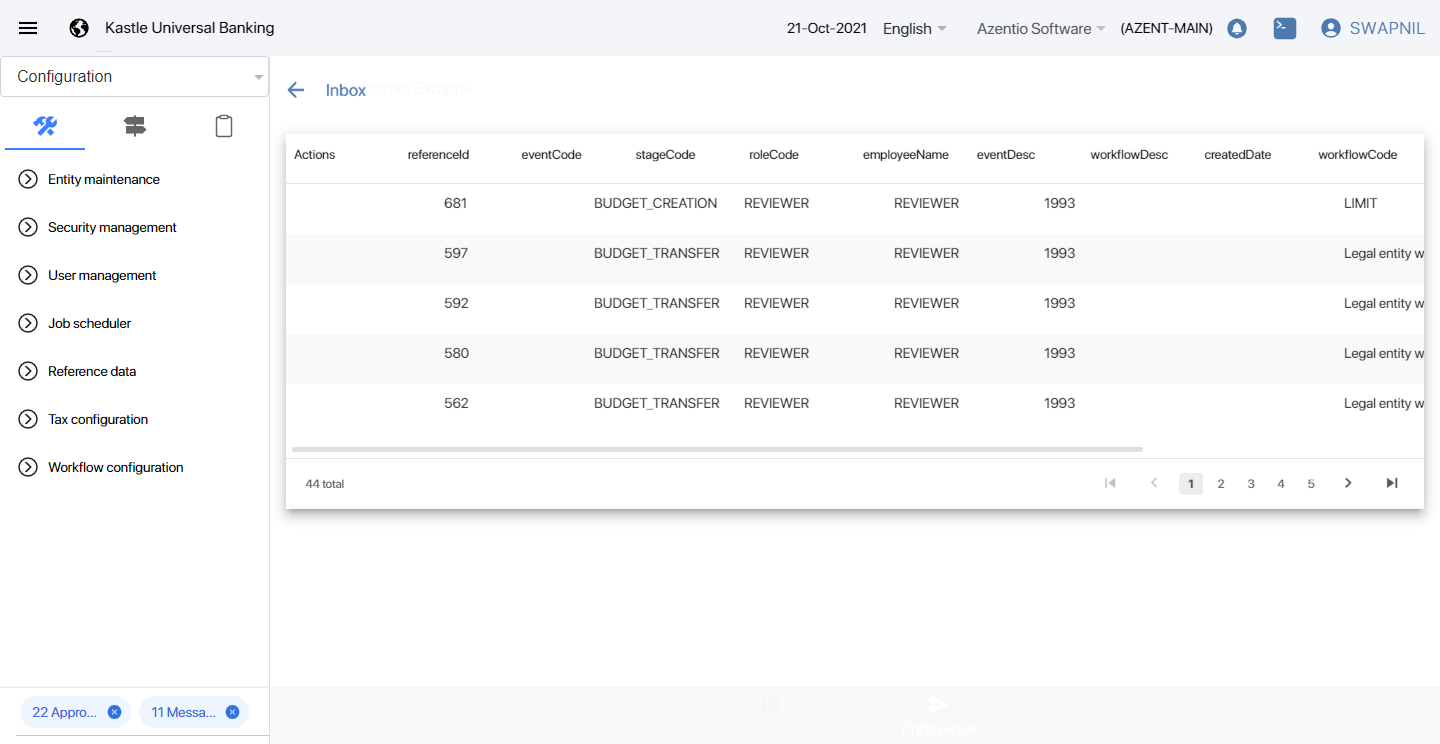 Kastle Universal Banking
21-Oct-2021 English Azentio Software (AZENT-MAIN) SWAPNIL
Configuration
Entity maintenance
Security management
User management
Job scheduler
Reference data
Tax configuration
Workflow configuration
22 Appro...
11 Messa...
Inbox come, Swapnil
Actions referenceId eventCode stageCode roleCode employeeName eventDesc workflowDesc createdDate workflowCode
681 BUDGET_CREATION REVIEWER REVIEWER 1993 LIMIT
597 BUDGET_TRANSFER REVIEWER REVIEWER 1993 Legal entity w
592 BUDGET_TRANSFER REVIEWER REVIEWER 1993 Legal entity w
580 BUDGET_TRANSFER REVIEWER REVIEWER 1993 Legal entity w
562 BUDGET_TRANSFER REVIEWER REVIEWER 1993 Legal entity w
44 total 1 2 3 4 5
Preference